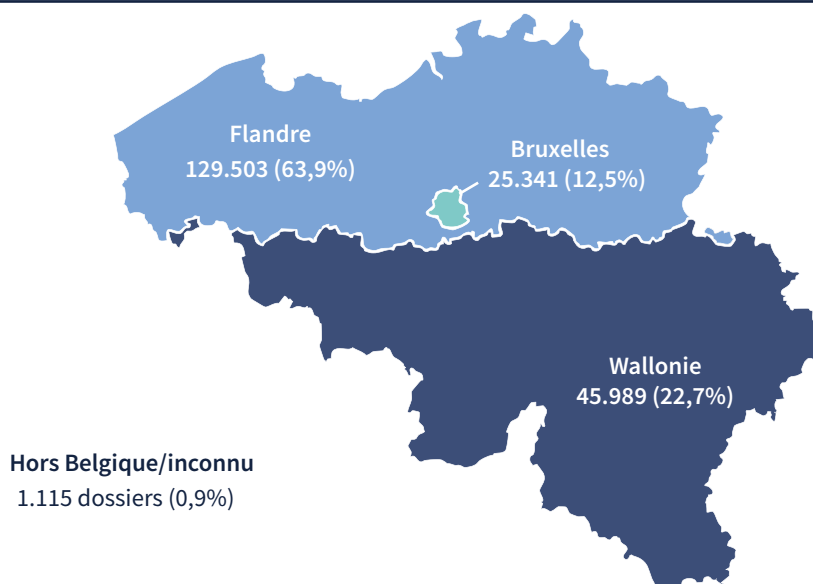 Flandre
129.503 (63,9%)
Bruxelles
25.341 (12,5%)
Wallonie
45.989 (22,7%)
Hors Belgique/inconnu
1.115 dossiers (0,9%)